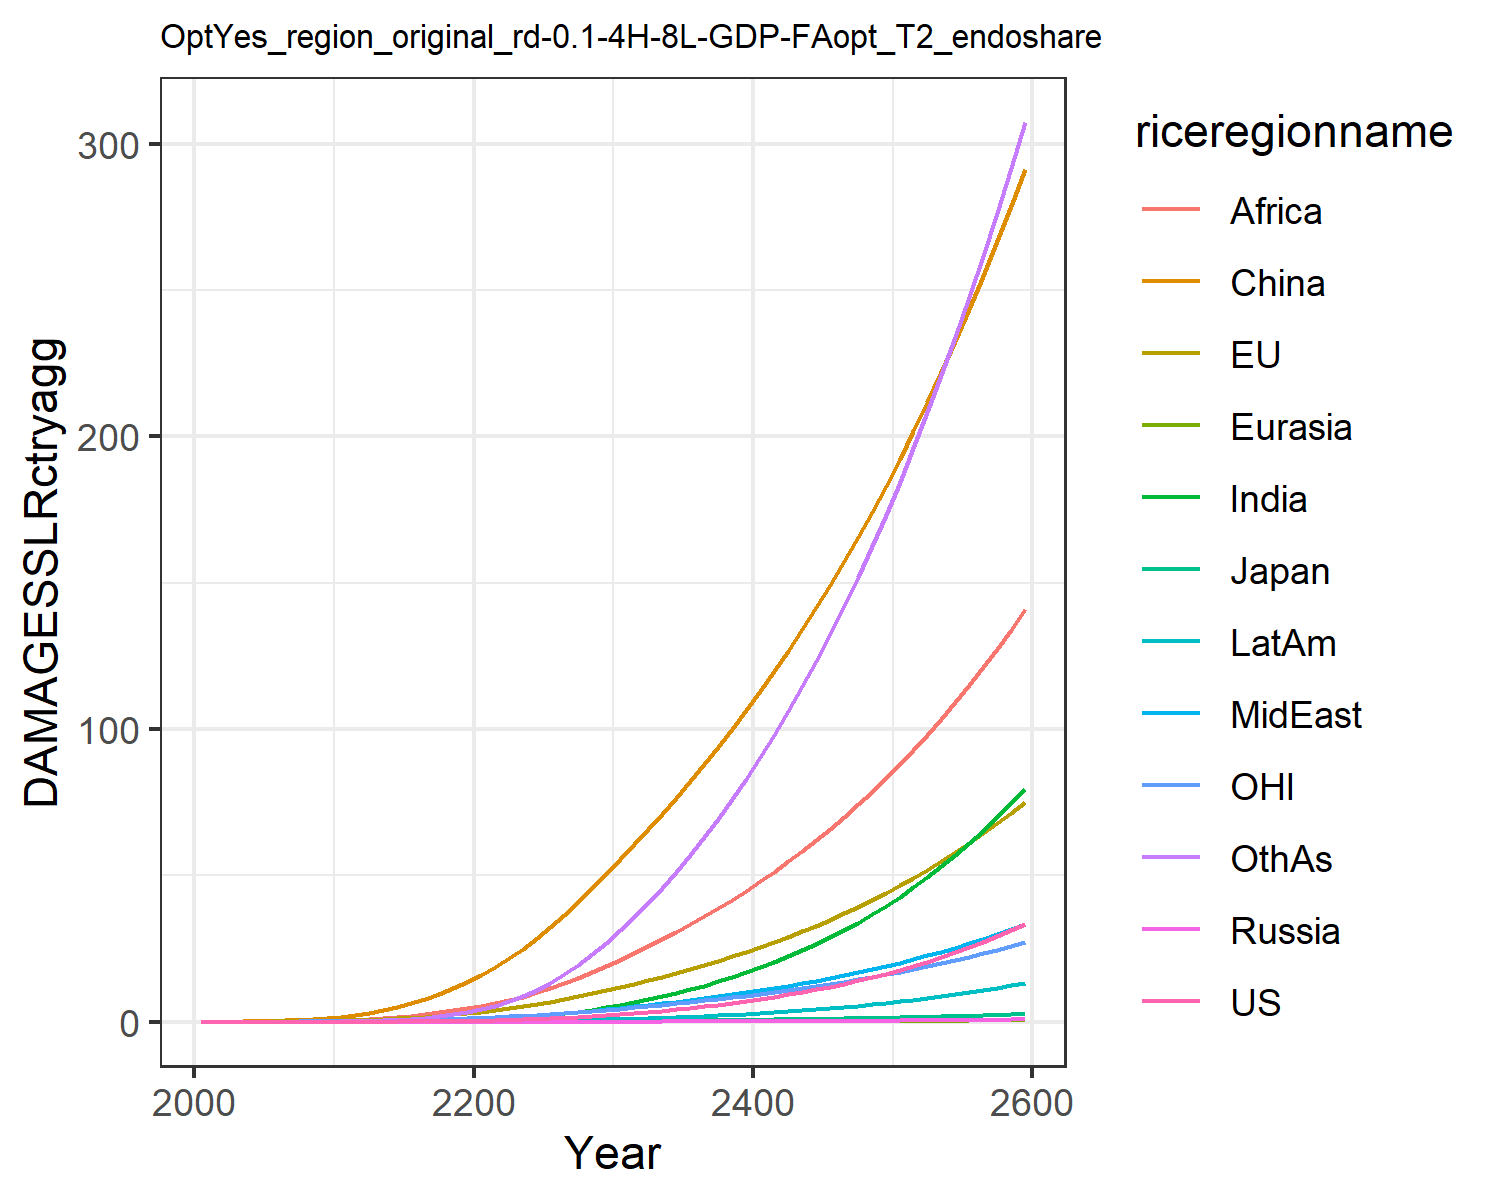 OptYes_region_original_rd-0.1-4H-8L-GDP-FAopt_T2_endoshare
DAMAGESSLRctryagg
300
200
100
0
2000 2200 2400 2600
Year
riceregionname
Africa
China
EU
Eurasia
India
Japan
LatAm
MidEast
OHI
OthAs
Russia
US